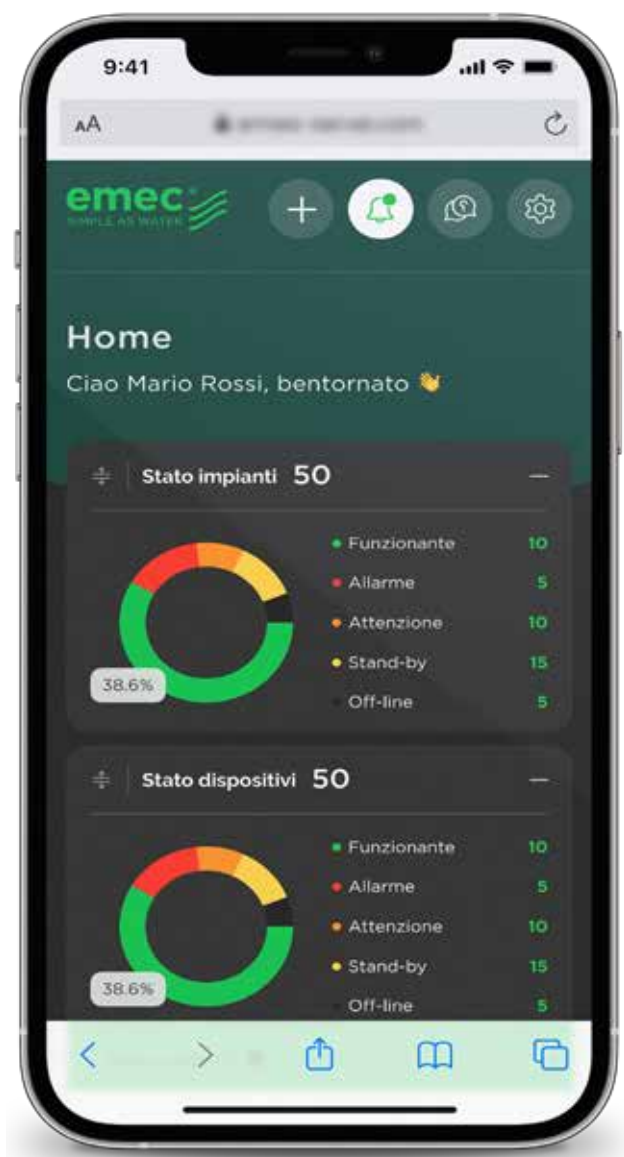 9:41
AA
emec
SIMPLE AS WATER
Home
Ciao Mario Rossi, bentornato 👋
Stato impianti 50
Funzionante 10
Allarme 5
Attenzione 10
Stand-by 15
Off-line 5
38.6%
Stato dispositivi 50
Funzionante 10
Allarme 5
Attenzione 10
Stand-by 15
Off-line 5
38.6%